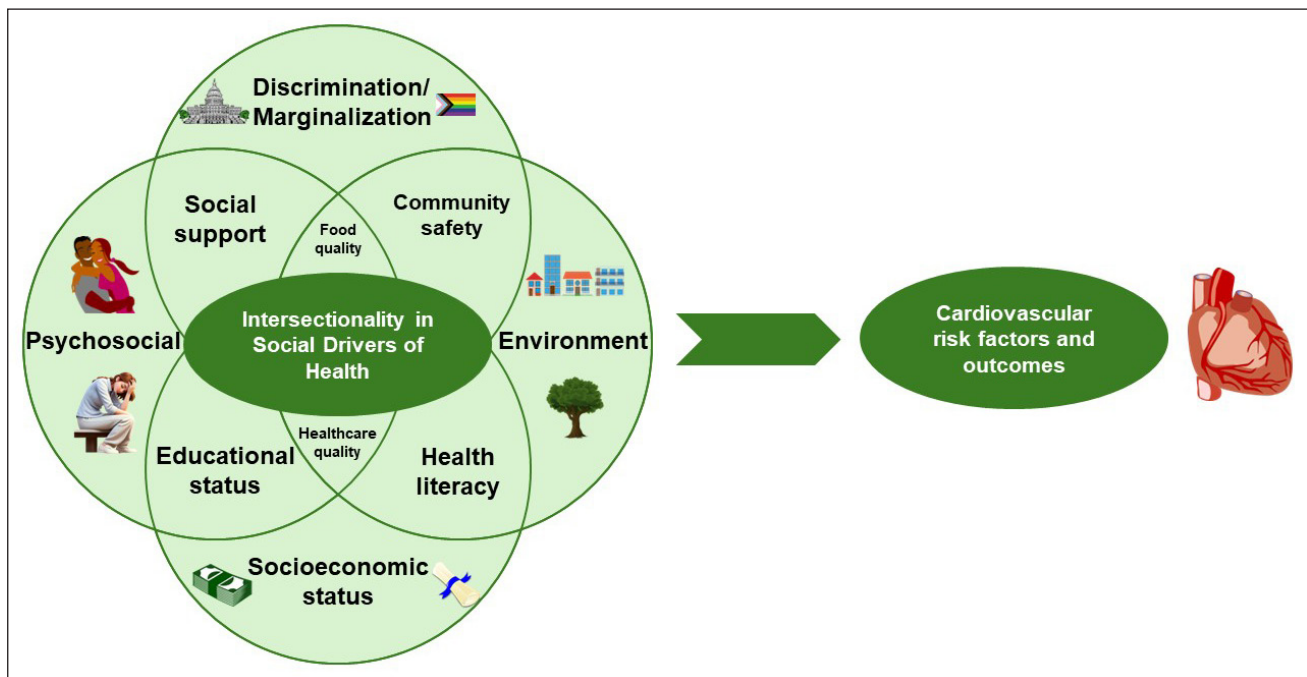 Discrimination/
Marginalization
Social
support
Food
quality
Community
safety
Psychosocial
Intersectionality in
Social Drivers of
Health
Environment
Educational
status
Healthcare
quality
Health
literacy
Socioeconomic
status
Cardiovascular
risk factors and
outcomes